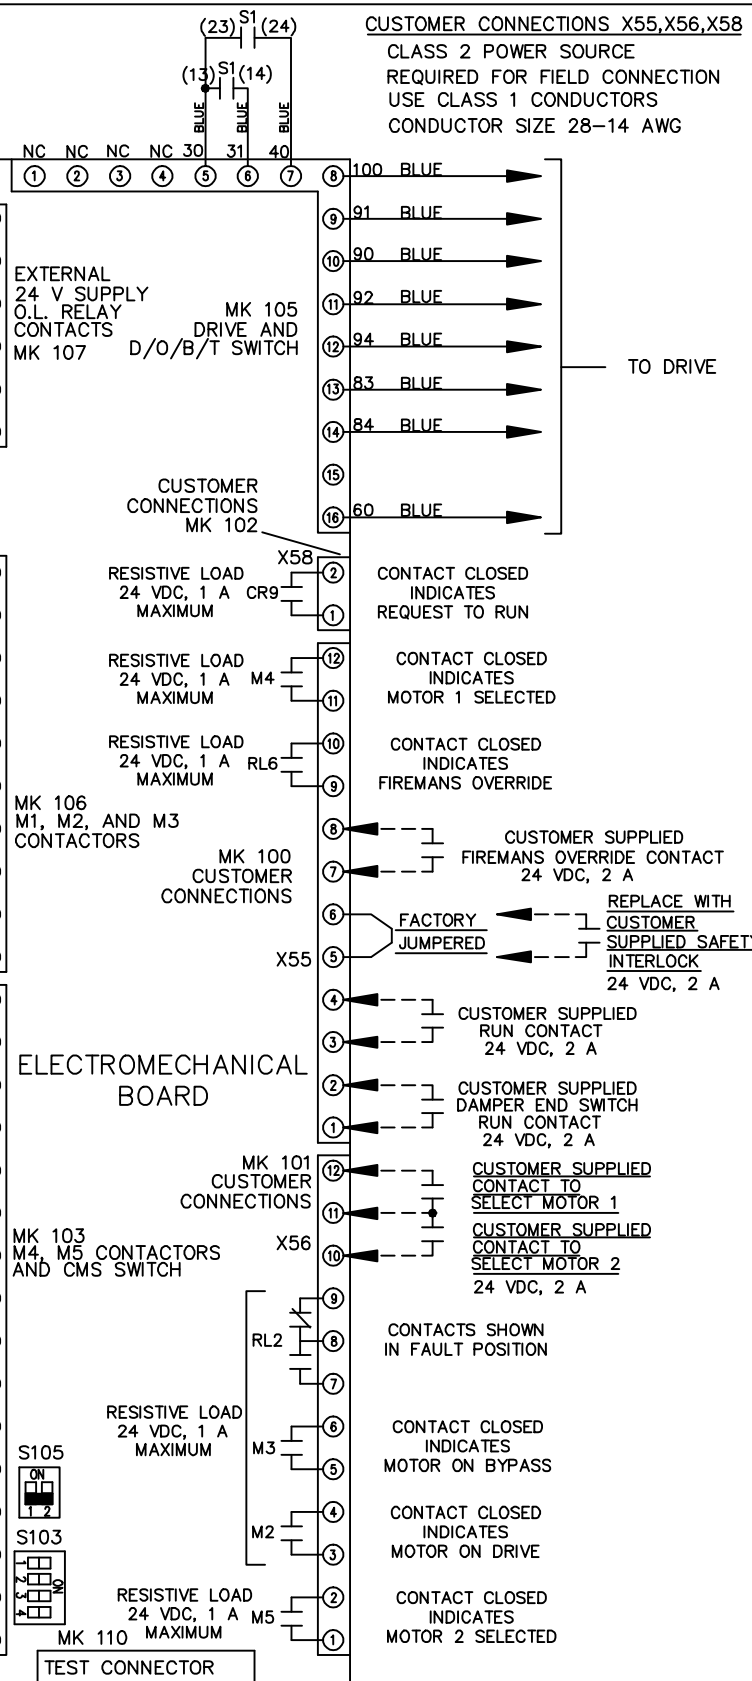 CUSTOMER CONNECTIONS X55,X56,X58
CLASS 2 POWER SOURCE
REQUIRED FOR FIELD CONNECTION
USE CLASS 1 CONDUCTORS
CONDUCTOR SIZE 28–14 AWG
(23) S1 (24)
(13) S1 (14)
BLUE BLUE BLUE
NC NC NC NC 30 31 40
1 2 3 4 5 6 7
8 100 BLUE
9 91 BLUE
10 90 BLUE
11 92 BLUE
12 94 BLUE
13 83 BLUE
14 84 BLUE
15
16 60 BLUE
TO DRIVE
EXTERNAL
24 V SUPPLY
O.L. RELAY
CONTACTS
MK 107
MK 105
DRIVE AND
D/O/B/T SWITCH
CUSTOMER
CONNECTIONS
MK 102
X58
RESISTIVE LOAD
24 VDC, 1 A
MAXIMUM
CR9
2
1
CONTACT CLOSED
INDICATES
REQUEST TO RUN
RESISTIVE LOAD
24 VDC, 1 A
MAXIMUM
M4
12
11
CONTACT CLOSED
INDICATES
MOTOR 1 SELECTED
RESISTIVE LOAD
24 VDC, 1 A
MAXIMUM
RL6
10
9
CONTACT CLOSED
INDICATES
FIREMANS OVERRIDE
MK 106
M1, M2, AND M3
CONTACTORS
MK 100
CUSTOMER
CONNECTIONS
8
7
CUSTOMER SUPPLIED
FIREMANS OVERRIDE CONTACT
24 VDC, 2 A
X55
6
5
FACTORY
JUMPERED
REPLACE WITH
CUSTOMER
SUPPLIED SAFETY
INTERLOCK
24 VDC, 2 A
4
3
CUSTOMER SUPPLIED
RUN CONTACT
24 VDC, 2 A
ELECTROMECHANICAL
BOARD
2
1
CUSTOMER SUPPLIED
DAMPER END SWITCH
RUN CONTACT
24 VDC, 2 A
MK 101
CUSTOMER
CONNECTIONS
X56
12
11
10
CUSTOMER SUPPLIED
CONTACT TO
SELECT MOTOR 1
CUSTOMER SUPPLIED
CONTACT TO
SELECT MOTOR 2
24 VDC, 2 A
MK 103
M4, M5 CONTACTORS
AND CMS SWITCH
RL2
9
8
7
CONTACTS SHOWN
IN FAULT POSITION
RESISTIVE LOAD
24 VDC, 1 A
MAXIMUM
M3
6
5
CONTACT CLOSED
INDICATES
MOTOR ON BYPASS
M2
4
3
CONTACT CLOSED
INDICATES
MOTOR ON DRIVE
S105
ON
1 2
S103
1
2
3
4
ON
RESISTIVE LOAD
24 VDC, 1 A
MAXIMUM
M5
2
1
CONTACT CLOSED
INDICATES
MOTOR 2 SELECTED
MK 110
TEST CONNECTOR